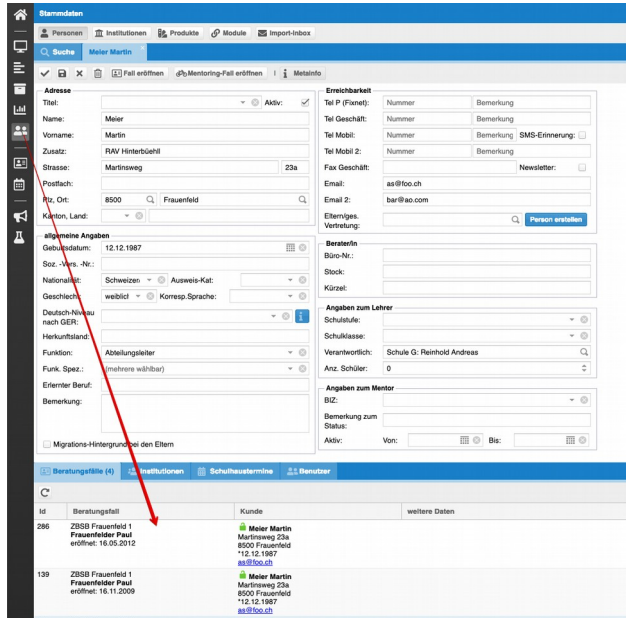 Stammdaten
Personen Institutionen Produkte Module Import-Inbox
Suche Meier Martin
Fall eröffnen Mentoring-Fall eröffnen Metainfo
Adresse
Titel: Aktiv:
Name: Meier
Vorname: Martin
Zusatz: RAV Hinterbüehll
Strasse: Martinsweg 23a
Postfach:
Plz, Ort: 8500 Frauenfeld
Kanton, Land:
allgemeine Angaben
Geburtsdatum: 12.12.1987
Soz. -Vers. -Nr.:
Nationalität: Schweizer Ausweis-Kat:
Geschlecht: weiblich Korresp.Sprache:
Deutsch-Niveau
nach GER:
Herkunftsland:
Funktion: Abteilungsleiter
Funk. Spez.: (mehrere wählbar)
Erlernter Beruf:
Bemerkung:
Migrations-Hintergrund bei den Eltern
Erreichbarkeit
Tel P (Fixnet): Nummer Bemerkung
Tel Geschäft: Nummer Bemerkung
Tel Mobil: Nummer Bemerkung SMS-Erinnerung:
Tel Mobil 2: Nummer Bemerkung
Fax Geschäft: Newsletter:
Email: as@foo.ch
Email 2: bar@ao.com
Eltern/ges.
Vertretung: Person erstellen
Berater/in
Büro-Nr.:
Stock:
Kürzel:
Angaben zum Lehrer
Schulstufe:
Schulklasse:
Verantwortlich: Schule G: Reinhold Andreas
Anz. Schüler: 0
Angaben zum Mentor
BIZ:
Bemerkung zum
Status:
Aktiv: Von: Bis:
Beratungsfälle (4) Institutionen Schulhaustermine Benutzer
Id Beratungsfall Kunde weitere Daten
286 ZBSB Frauenfeld 1 Meier Martin
Frauenfelder Paul Martinsweg 23a
eröffnet: 16.05.2012 8500 Frauenfeld
*12.12.1987
as@foo.ch
139 ZBSB Frauenfeld 1 Meier Martin
Frauenfelder Paul Martinsweg 23a
eröffnet: 16.11.2009 8500 Frauenfeld
*12.12.1987
as@foo.ch